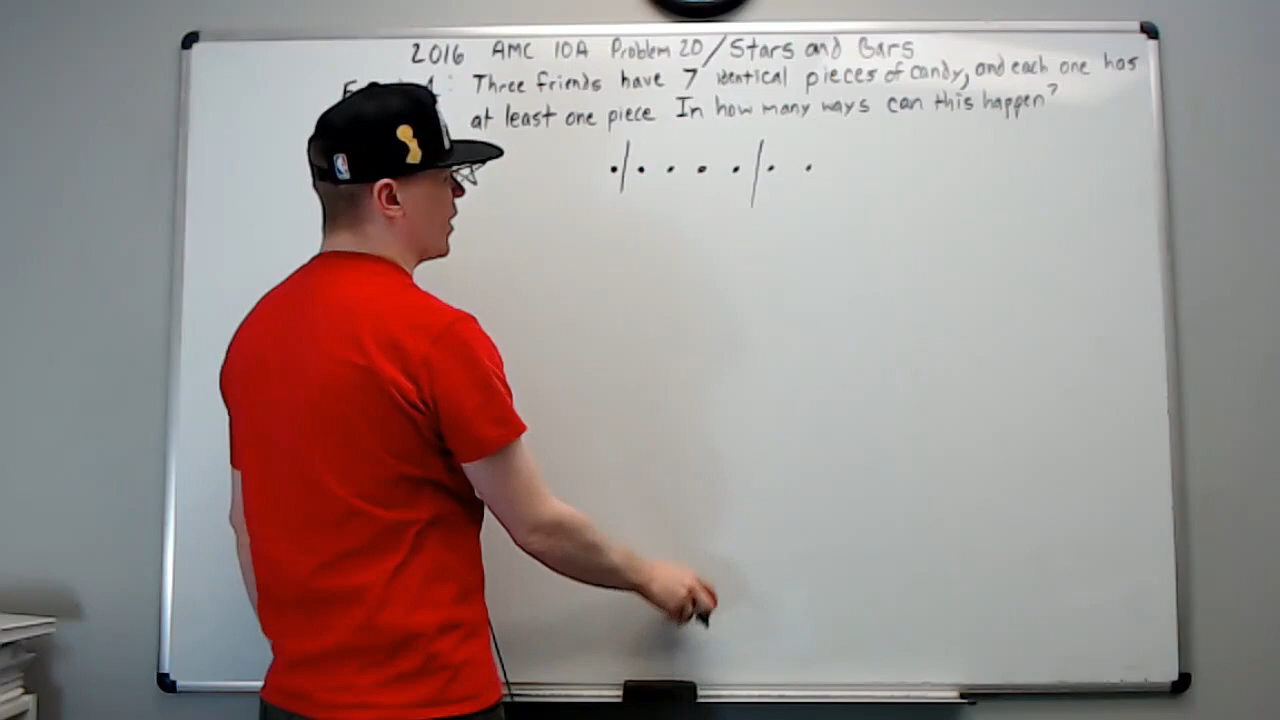 2016 AMC 10A Problem 20/Stars and Bars
: Three friends have 7 identical pieces of candy, and each one has
at least one piece In how many ways can this happen?